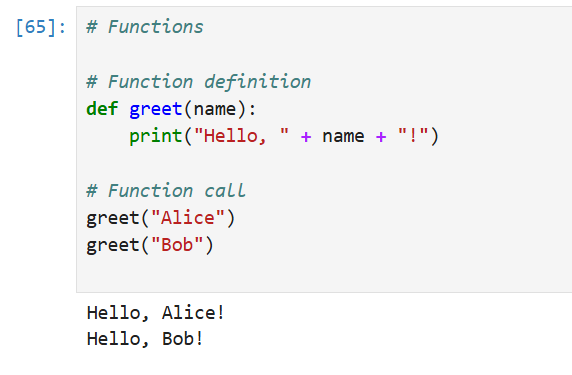 [65]: # Functions
# Function definition
def greet(name):
    print("Hello, " + name + "!")
# Function call
greet("Alice")
greet("Bob")
Hello, Alice!
Hello, Bob!